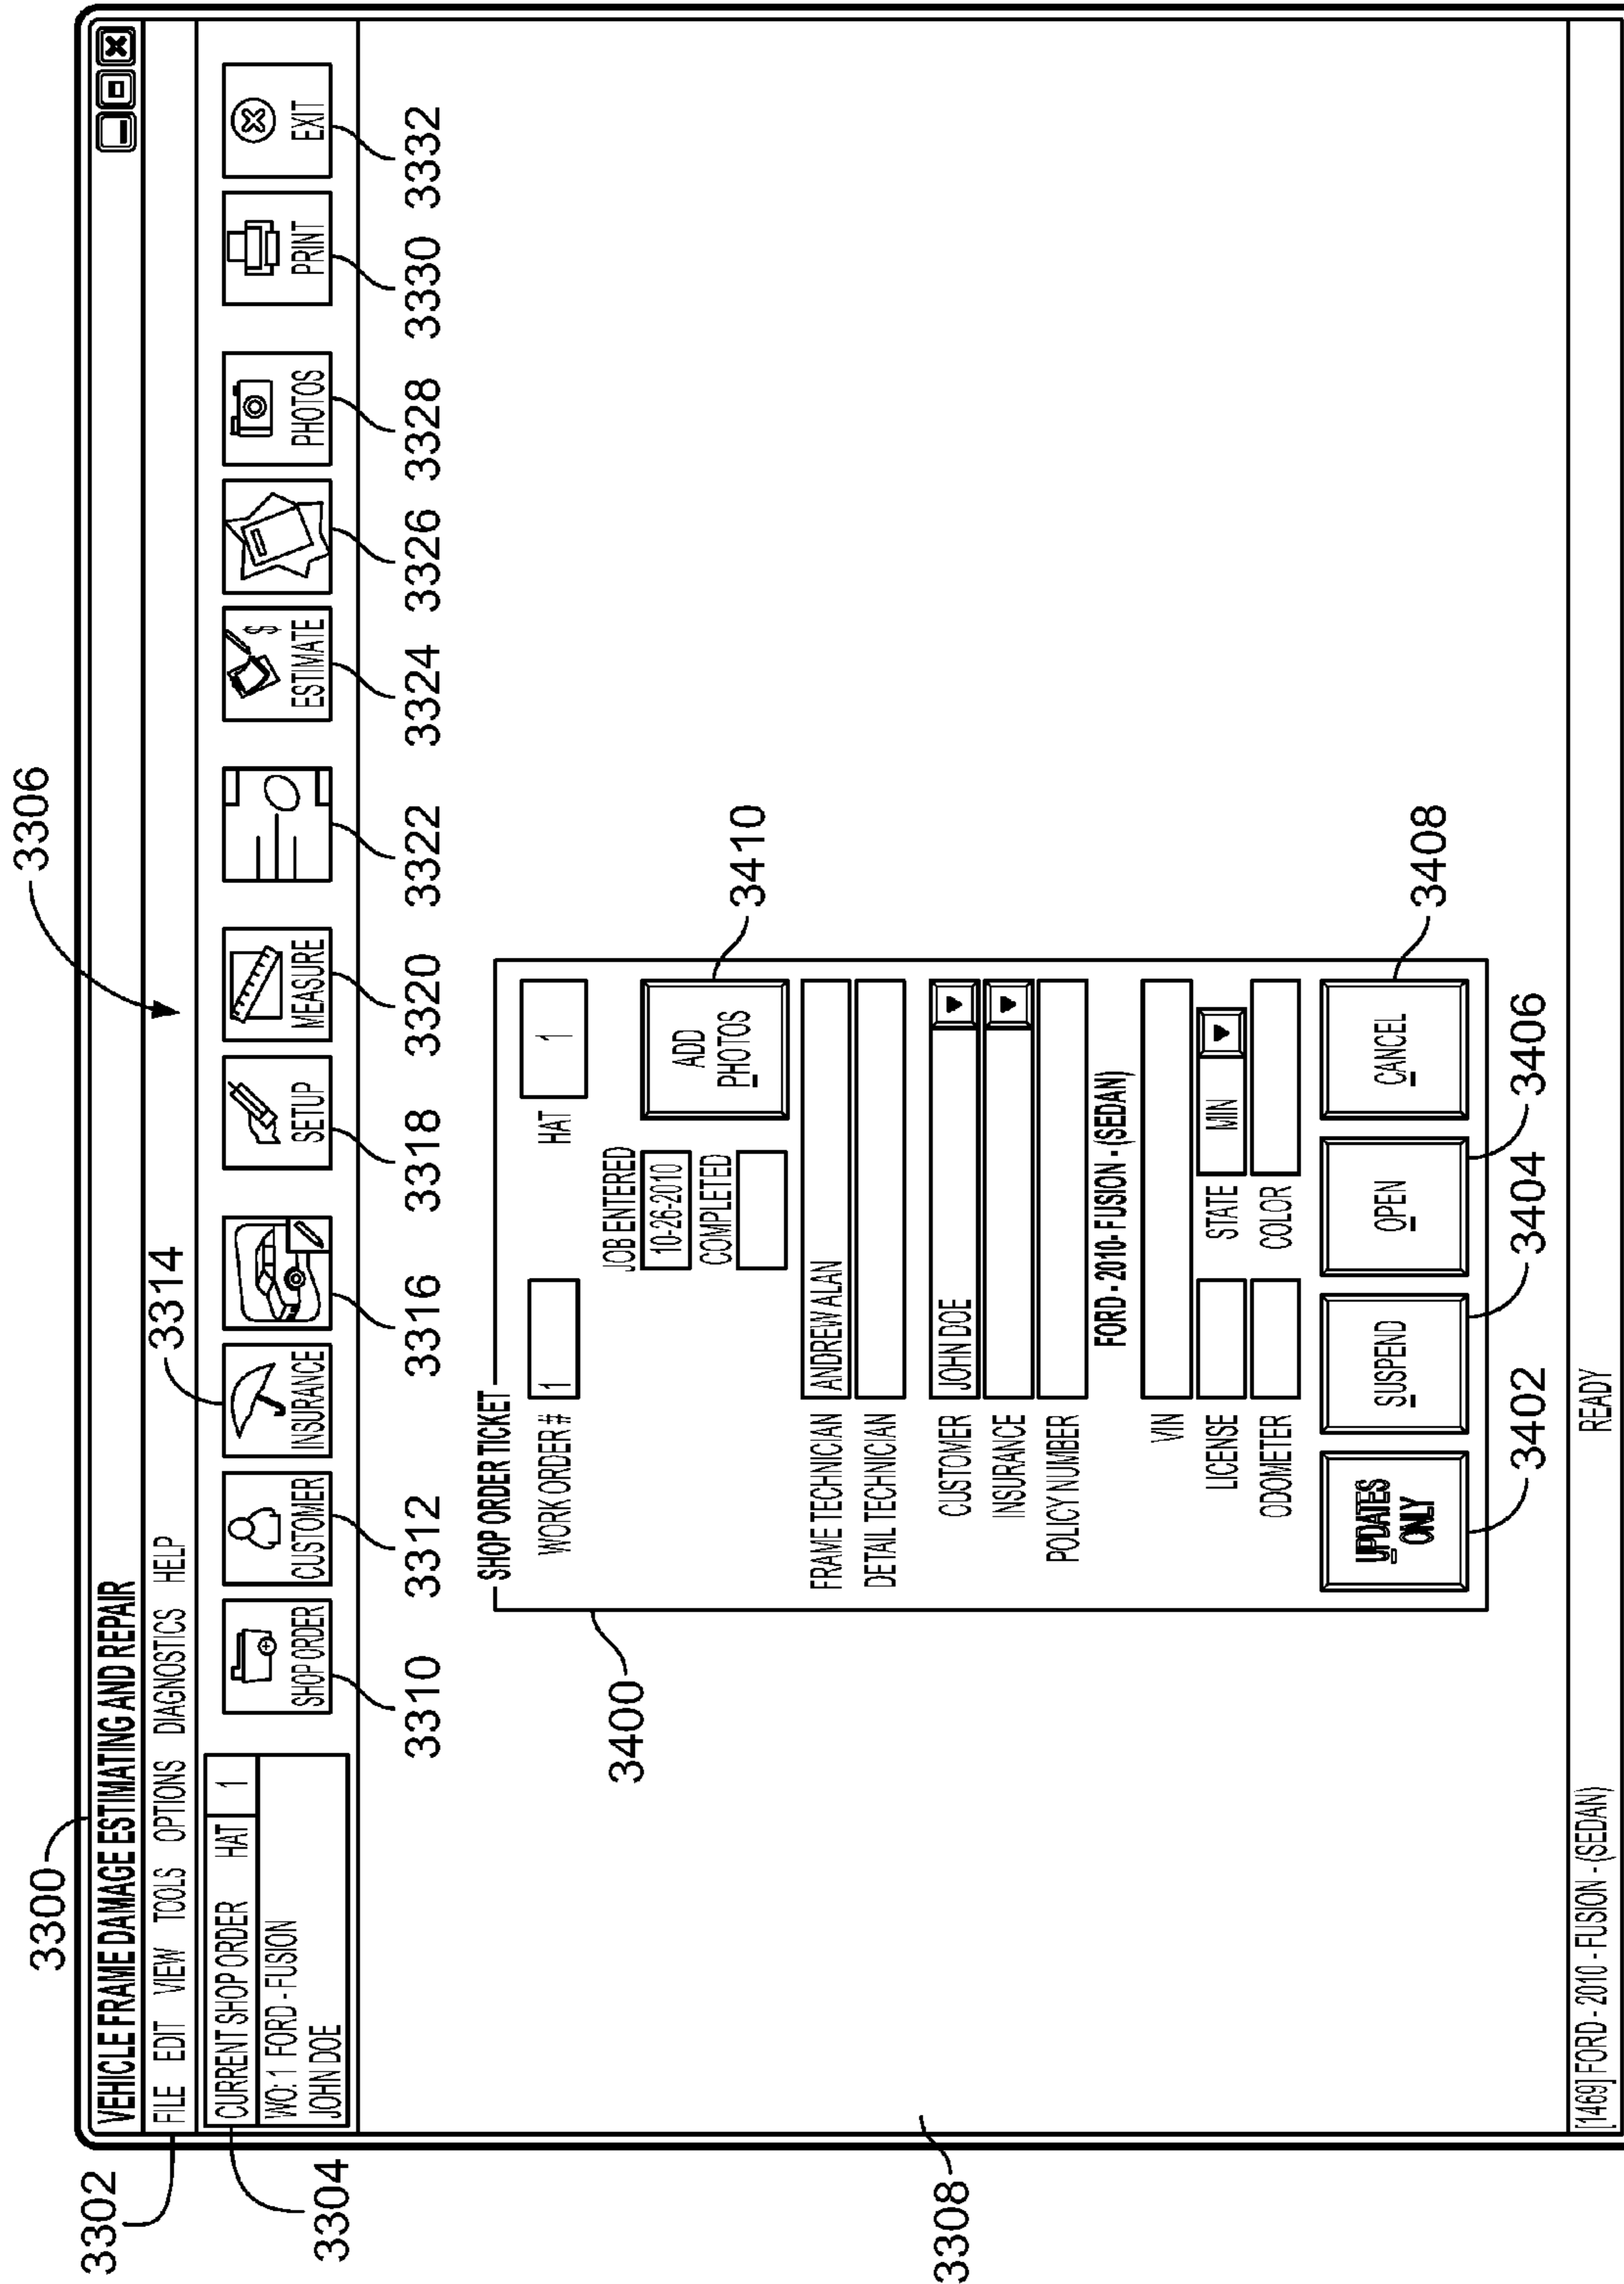 3300
3306
VEHICLE FRAME DAMAGE ESTIMATING AND REPAIR
3302
FILE EDIT VIEW TOOLS OPTIONS DIAGNOSTICS HELP
3304
CURRENT SHOP ORDER HAT 1
WO: 1 FORD - FUSION
JOHN DOE
SHOP ORDER
CUSTOMER
INSURANCE
3314
SETUP
MEASURE
$
ESTIMATE
PHOTOS
PRINT
EXIT
3310 3312 3316 3318 3320 3322 3324 3326 3328 3330 3332
3400
SHOP ORDER TICKET
WORK ORDER # 1 HAT 1
JOB ENTERED
10-26-2010
COMPLETED
ADD
PHOTOS
3410
FRAME TECHNICIAN ANDREW ALAN
DETAIL TECHNICIAN
CUSTOMER JOHN DOE
INSURANCE
POLICY NUMBER
FORD - 2010 - FUSION - (SEDAN)
VIN
LICENSE STATE MIN
ODOMETER COLOR
UPDATES
ONLY
SUSPEND
OPEN
CANCEL
3402 3404 3406 3408
3308
[1469] FORD - 2010 - FUSION - (SEDAN) READY